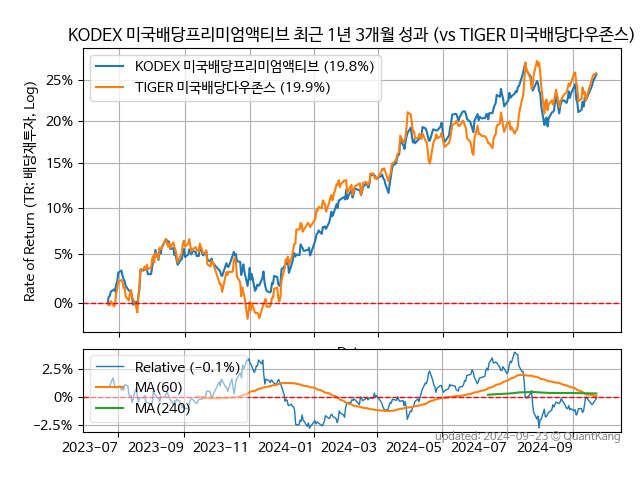 KODEX 미국배당프리미엄액티브 최근 1년 3개월 성과 (vs TIGER 미국배당다우존스)
KODEX 미국배당프리미엄액티브 (19.8%)
TIGER 미국배당다우존스 (19.9%)
Rate of Return (TR: 배당재투자, Log)
25%
20%
15%
10%
5%
0%
Relative (−0.1%)
MA(60)
MA(240)
2.5%
0.0%
−2.5%
2023-07
2023-09
2023-11
2024-01
2024-03
2024-05
2024-07
2024-09
updated: 2024-09-23 © QuantKang